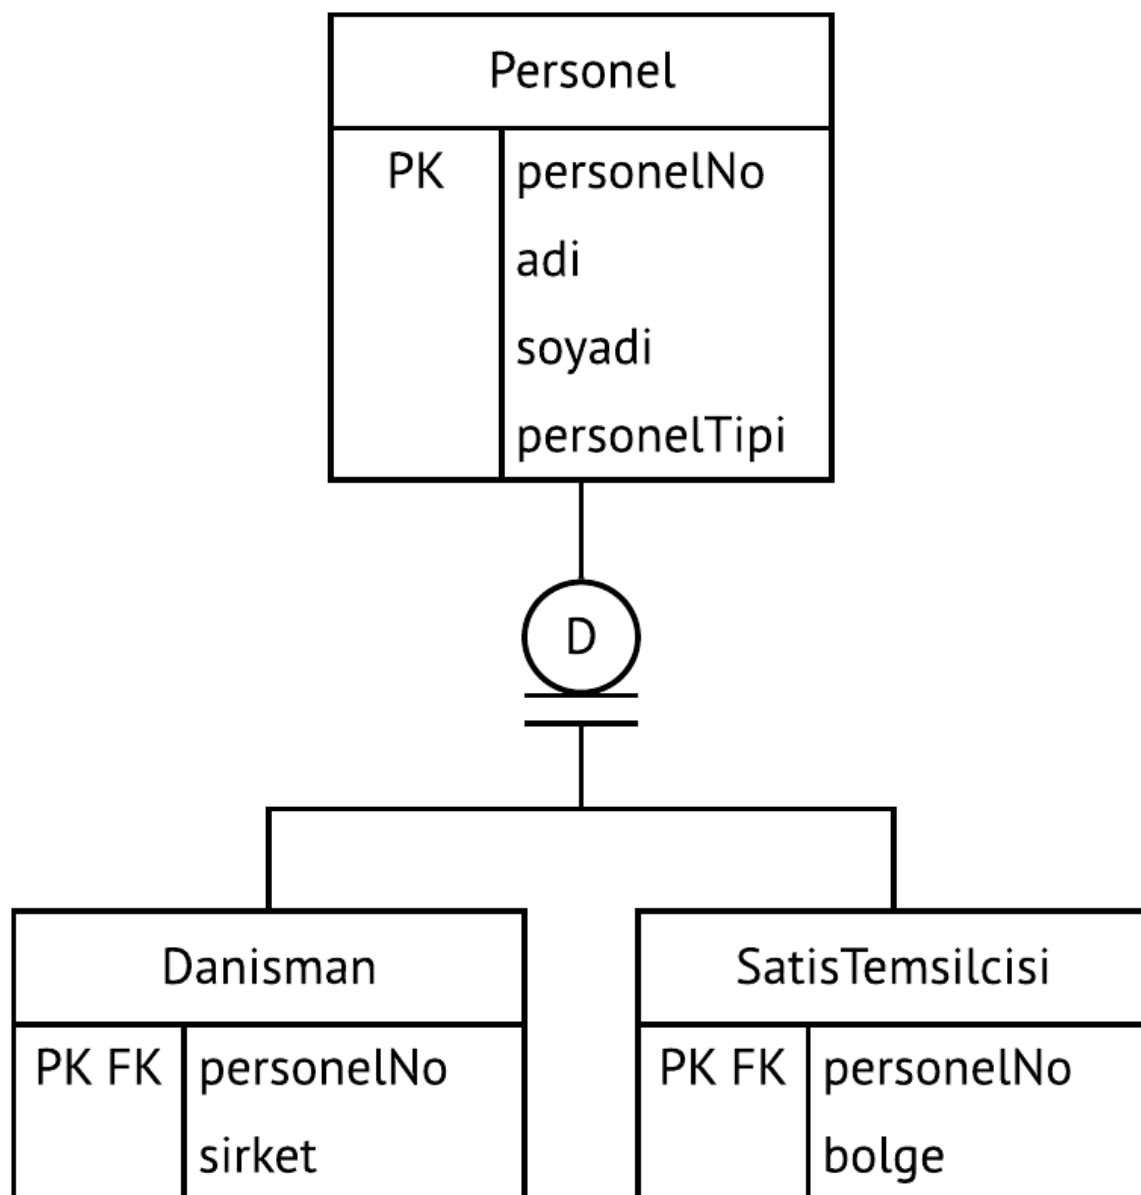 Personel
PK personelNo
adi
soyadi
personelTipi
D
Danisman
PK FK personelNo
sirket
SatisTemsilcisi
PK FK personelNo
bolge